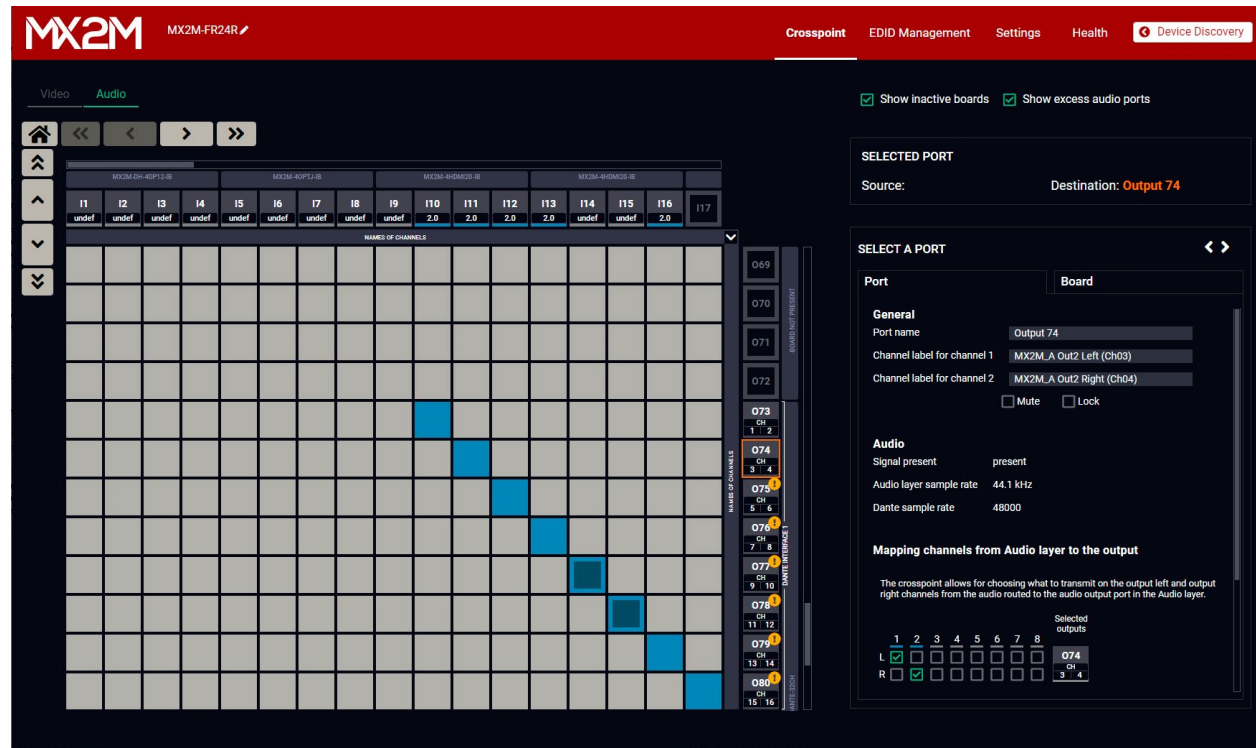 MX2M
MX2M-FR24R
Crosspoint
EDID Management
Settings
Health
Device Discovery
Video
Audio
Show inactive boards
Show excess audio ports
MX2M-DH-4DP12-IB
MX2M-4OPTJ-IB
MX2M-4HDMI20-IB
MX2M-4HDMI20-IB
I1 I2 I3 I4 I5 I6 I7 I8 I9 I10 I11 I12 I13 I14 I15 I16 I17
undef undef undef undef undef undef undef undef undef 2.0 2.0 2.0 2.0 undef undef 2.0
NAMES OF CHANNELS
NAMES OF CHANNELS
O69
O70
O71
O72
BOARD NOT PRESENT
O73
CH
1 2
O74
CH
3 4
O75
CH
5 6
O76
CH
7 8
O77
CH
9 10
O78
CH
11 12
O79
CH
13 14
O80
CH
15 16
DANTE INTERFACE 1
SELECTED PORT
Source:
Destination: Output 74
SELECT A PORT
Port
Board
General
Port name
Output 74
Channel label for channel 1
MX2M_A Out2 Left (Ch03)
Channel label for channel 2
MX2M_A Out2 Right (Ch04)
Mute
Lock
Audio
Signal present
present
Audio layer sample rate
44.1 kHz
Dante sample rate
48000
Mapping channels from Audio layer to the output
The crosspoint allows for choosing what to transmit on the output left and output
right channels from the audio routed to the audio output port in the Audio layer.
Selected
outputs
1 2 3 4 5 6 7 8
L
R
O74
CH
3 4